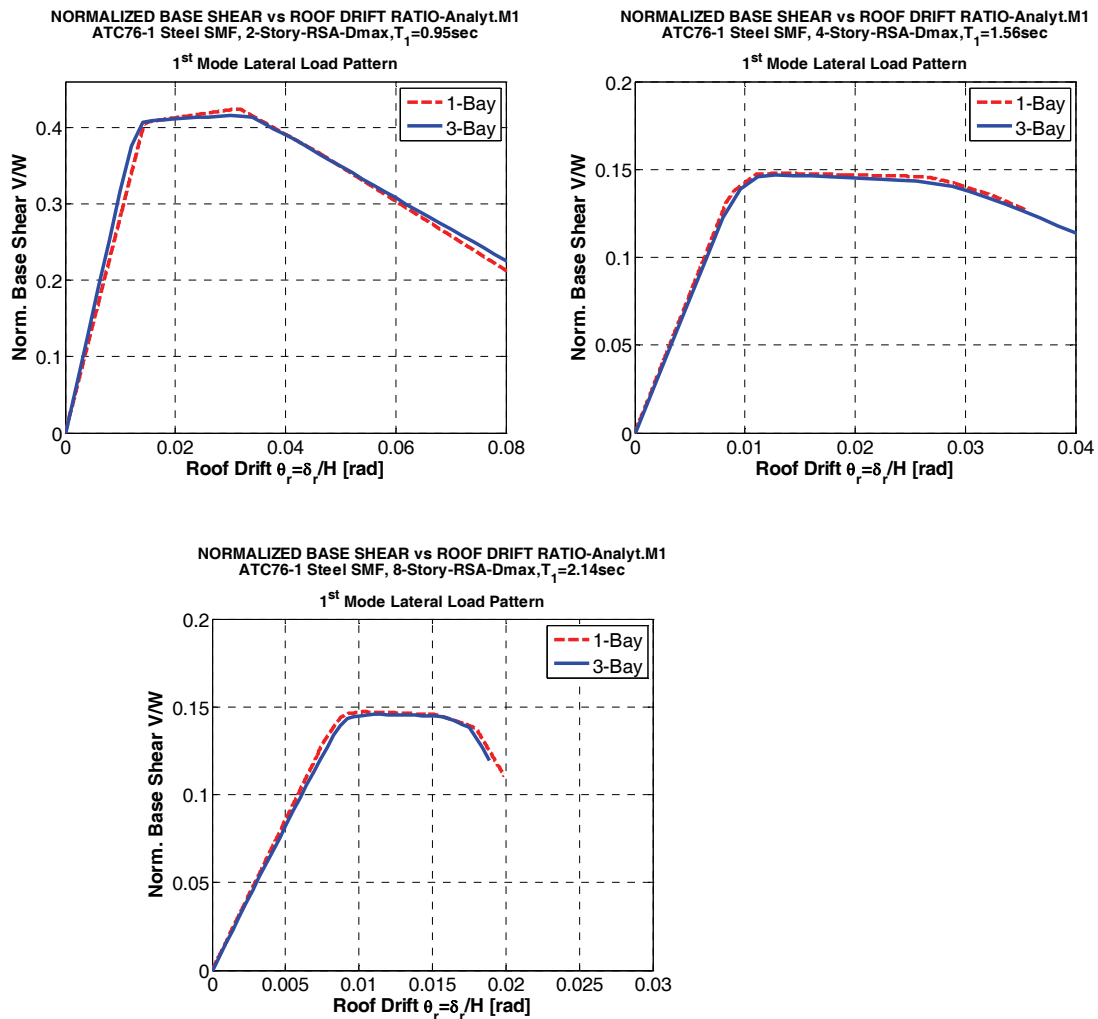 NORMALIZED BASE SHEAR vs ROOF DRIFT RATIO-Analyt.M1
ATC76-1 Steel SMF, 2-Story-RSA-Dmax,T1=0.95sec
1st Mode Lateral Load Pattern
1-Bay
3-Bay
0.4
0.3
0.2
0.1
0
Norm. Base Shear V/W
0 0.02 0.04 0.06 0.08
Roof Drift θr=δr/H [rad]
NORMALIZED BASE SHEAR vs ROOF DRIFT RATIO-Analyt.M1
ATC76-1 Steel SMF, 4-Story-RSA-Dmax,T1=1.56sec
1st Mode Lateral Load Pattern
1-Bay
3-Bay
0.2
0.15
0.1
0.05
0
Norm. Base Shear V/W
0 0.01 0.02 0.03 0.04
Roof Drift θr=δr/H [rad]
NORMALIZED BASE SHEAR vs ROOF DRIFT RATIO-Analyt.M1
ATC76-1 Steel SMF, 8-Story-RSA-Dmax,T1=2.14sec
1st Mode Lateral Load Pattern
1-Bay
3-Bay
0.2
0.15
0.1
0.05
0
Norm. Base Shear V/W
0 0.005 0.01 0.015 0.02 0.025 0.03
Roof Drift θr=δr/H [rad]